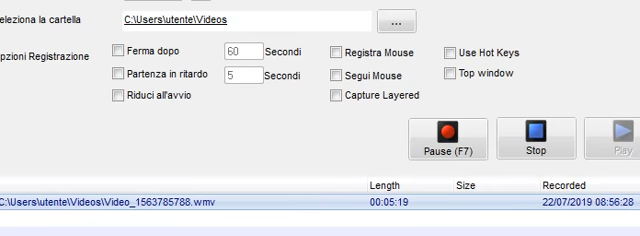 eleziona la cartella C:\Users\utente\Videos ...
pzioni Registrazione
Ferma dopo 60 Secondi Registra Mouse Use Hot Keys
Partenza in ritardo 5 Secondi Segui Mouse Top window
Riduci all'avvio Capture Layered
Pause (F7) Stop Play
Length Size Recorded
C:\Users\utente\Videos\Video_1563785788.wmv 00:05:19 22/07/2019 08:56:28